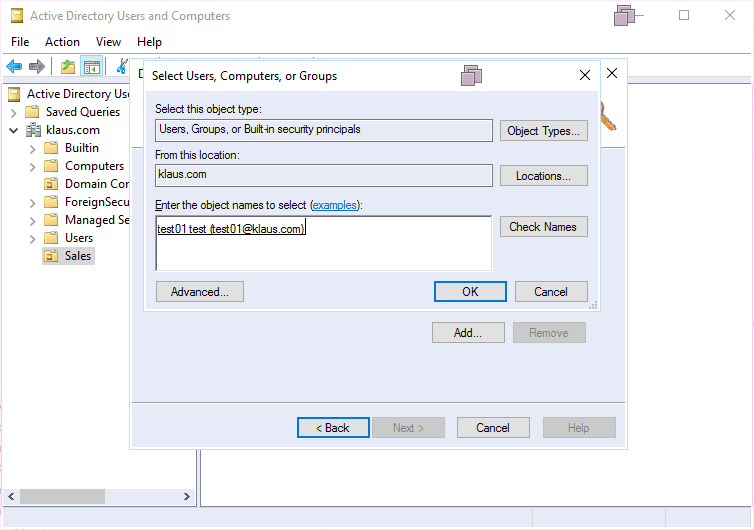 Active Directory Users and Computers
File Action View Help
D
Select Users, Computers, or Groups
Select this object type:
Users, Groups, or Built-in security principals
Object Types...
From this location:
klaus.com
Locations...
Enter the object names to select (examples):
test01 test (test01@klaus.com)
Check Names
Advanced...
OK
Cancel
Add...
Remove
< Back
Next >
Cancel
Help
Active Directory Use
Saved Queries
klaus.com
Builtin
Computers
Domain Con
ForeignSecu
Managed Se
Users
Sales